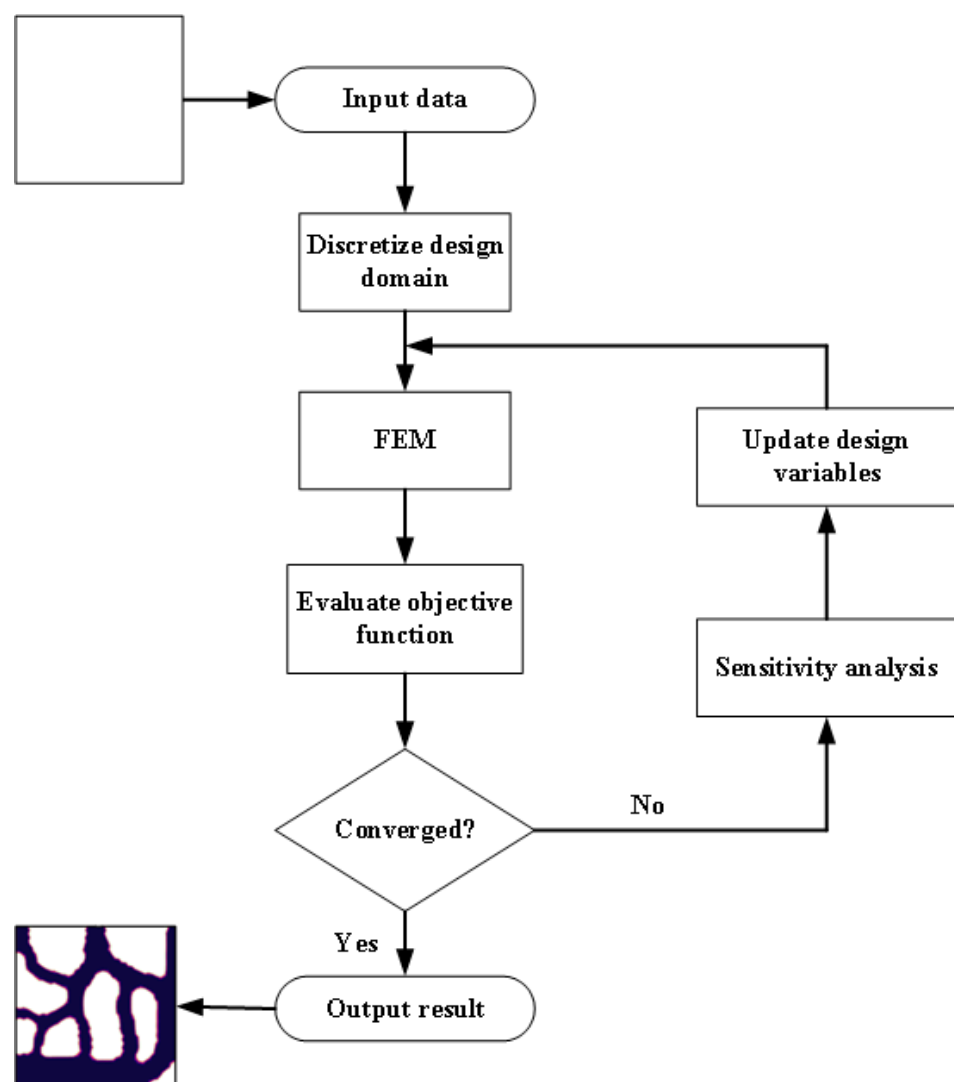 Input data
Discretize design
domain
FEM
Update design
variables
Evaluate objective
function
Sensitivity analysis
Converged?
No
Yes
Output result